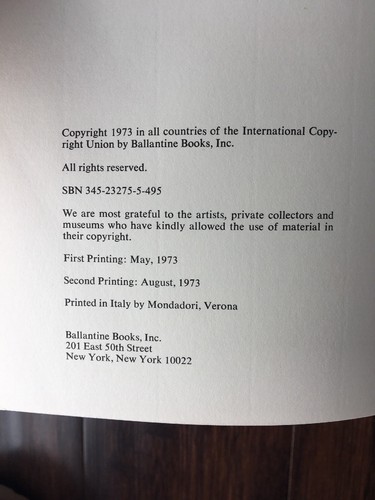 Copyright 1973 in all countries of the International Copy-
right Union by Ballantine Books, Inc.
All rights reserved.
SBN 345-23275-5-495
We are most grateful to the artists, private collectors and
museums who have kindly allowed the use of material in
their copyright.
First Printing: May, 1973
Second Printing: August, 1973
Printed in Italy by Mondadori, Verona
Ballantine Books, Inc.
201 East 50th Street
New York, New York 10022